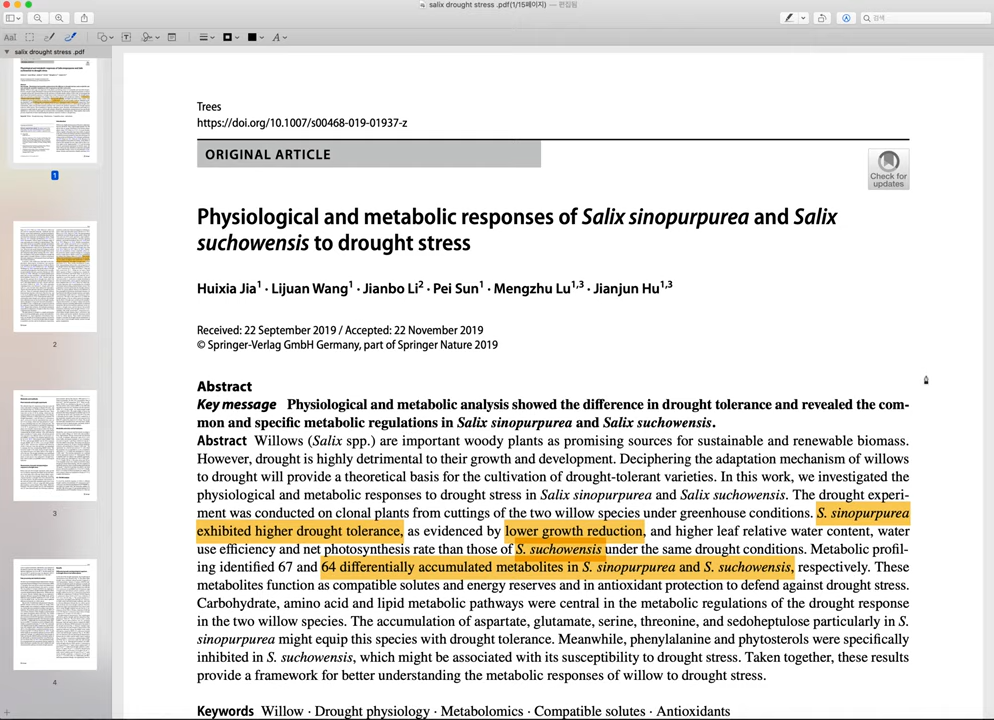 salix drought stress .pdf(1/15페이지) — 편집됨
검색
salix drought stress .pdf
1
2
3
4
Trees
https://doi.org/10.1007/s00468-019-01937-z
ORIGINAL ARTICLE
Check for
updates
Physiological and metabolic responses of Salix sinopurpurea and Salix
suchowensis to drought stress
Huixia Jia1 · Lijuan Wang1 · Jianbo Li2 · Pei Sun1 · Mengzhu Lu1,3 · Jianjun Hu1,3
Received: 22 September 2019 / Accepted: 22 November 2019
© Springer-Verlag GmbH Germany, part of Springer Nature 2019
Abstract
Key message Physiological and metabolic analysis showed the difference in drought tolerance and revealed the com-
mon and specific metabolic regulations in Salix sinopurpurea and Salix suchowensis.
Abstract Willows (Salix spp.) are important woody plants as promising sources for sustainable and renewable biomass.
However, drought is highly detrimental to their growth and development. Deciphering the adaptation mechanism of willows
to drought will provide a theoretical basis for the cultivation of drought-tolerant varieties. In this work, we investigated the
physiological and metabolic responses to drought stress in Salix sinopurpurea and Salix suchowensis. The drought experi-
ment was conducted on clonal plants from cuttings of the two willow species under greenhouse conditions. S. sinopurpurea
exhibited higher drought tolerance, as evidenced by lower growth reduction, and higher leaf relative water content, water
use efficiency and net photosynthesis rate than those of S. suchowensis under the same drought conditions. Metabolic profil-
ing identified 67 and 64 differentially accumulated metabolites in S. sinopurpurea and S. suchowensis, respectively. These
metabolites function as compatible solutes and energy reserves and in antioxidant protection to defend against drought stress.
Carbohydrate, amino acid and lipid metabolic pathways were central in the metabolic regulations of the drought response
in the two willow species. The accumulation of aspartate, glutamate, serine, threonine, and sedoheptulose particularly in S.
sinopurpurea might equip this species with drought tolerance. Meanwhile, phenylalanine and phytosterols were specifically
inhibited in S. suchowensis, which might be associated with its susceptibility to drought stress. Taken together, these results
provide a framework for better understanding the metabolic responses of willow to drought stress.
Keywords Willow · Drought physiology · Metabolomics · Compatible solutes · Antioxidants